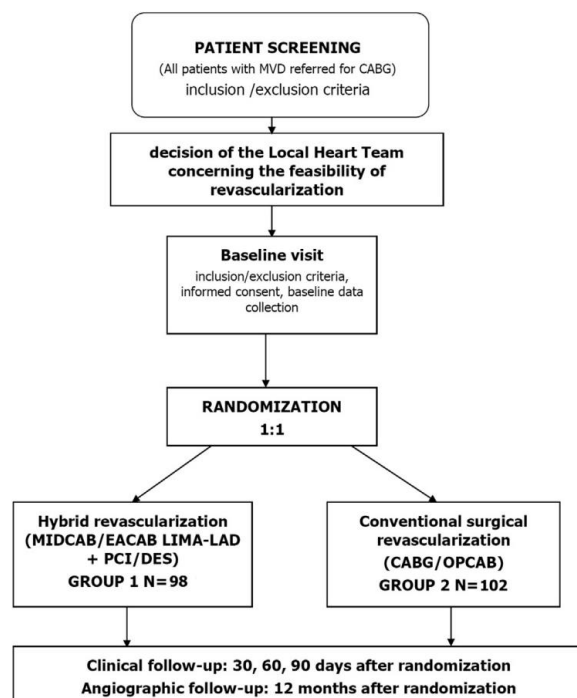 PATIENT SCREENING
(All patients with MVD referred for CABG)
inclusion /exclusion criteria
decision of the Local Heart Team
concerning the feasibility of
revascularization
Baseline visit
inclusion/exclusion criteria,
informed consent, baseline data
collection
RANDOMIZATION
1:1
Hybrid revascularization
(MIDCAB/EACAB LIMA-LAD
+ PCI/DES)
GROUP 1 N=98
Conventional surgical
revascularization
(CABG/OPCAB)
GROUP 2 N=102
Clinical follow-up: 30, 60, 90 days after randomization
Angiographic follow-up: 12 months after randomization